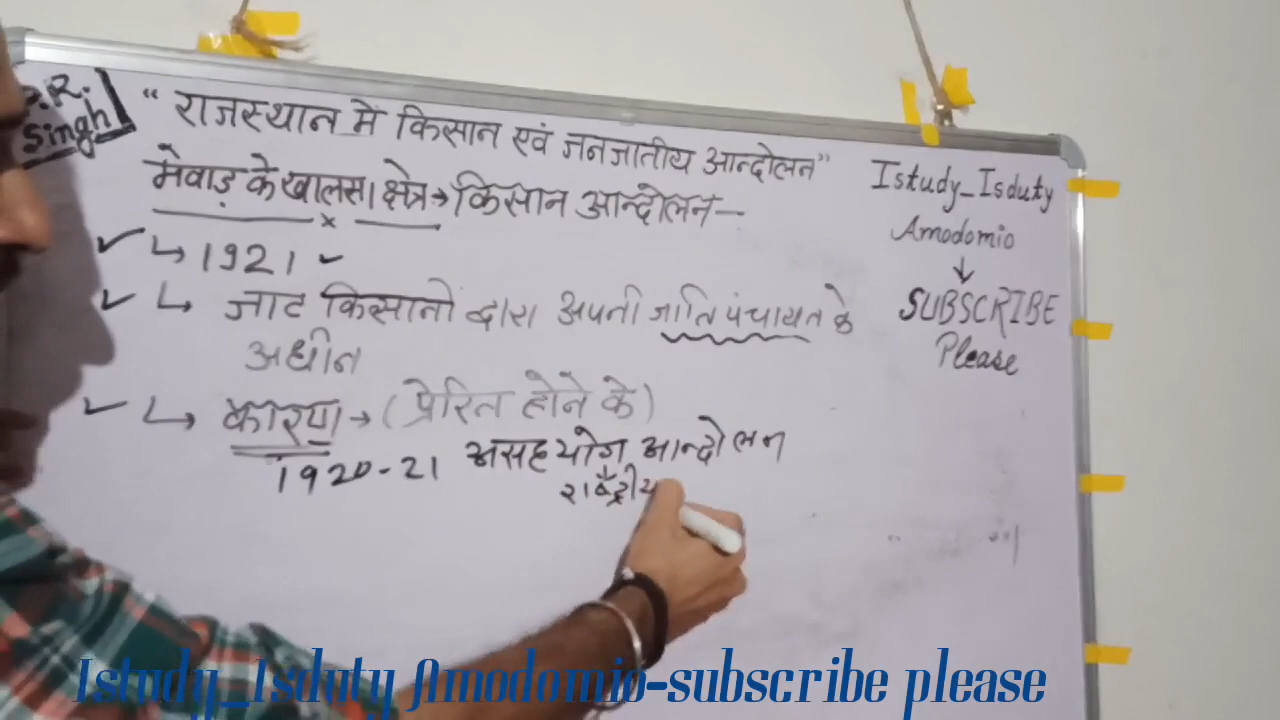 P.R.
Singh
“ राजस्थान में किसान एवं जनजातीय आन्दोलन”
मेवाड़ के खालसा क्षेत्र → किसान आन्दोलन —
↳ 1921
↳ जाट किसानो द्वारा अपनी जाति पंचायत के
अधीन
↳ कारण → (प्रेरित होने के)
1920-21 असहयोग आन्दोलन
राष्ट्रीय
Istudy_Isduty
Amodomio
↓
SUBSCRIBE
Please
Istudy_Isduty Amodomio-subscribe please